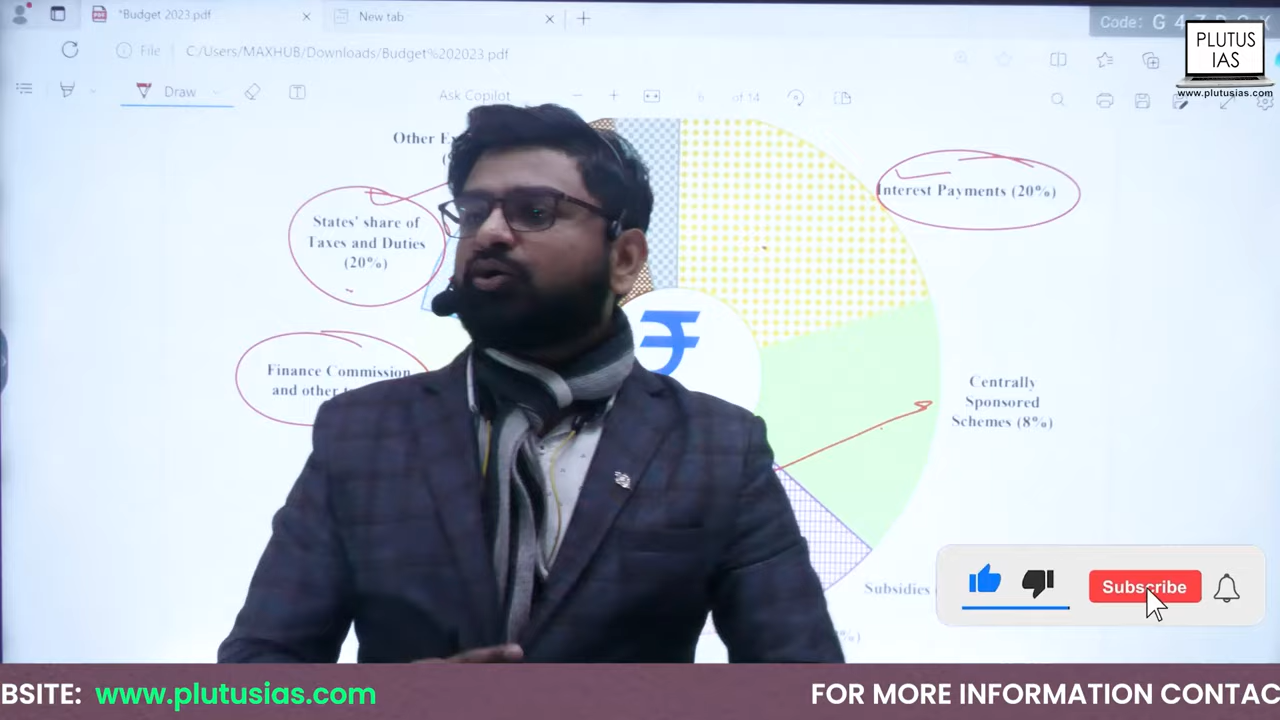 *Budget 2023.pdf
New tab
Code: G 4 Z
PLUTUS
IAS
www.plutusias.com
File
C:/Users/MAXHUB/Downloads/Budget%202023.pdf
Draw
Ask Copilot
6 of 14
Other
Interest Payments (20%)
States' share of
Taxes and Duties
(20%)
Finance Commission
and other
₹
Centrally
Sponsored
Schemes (8%)
Subsidies
%)
Subscribe
BSITE: www.plutusias.com
FOR MORE INFORMATION CONTAC